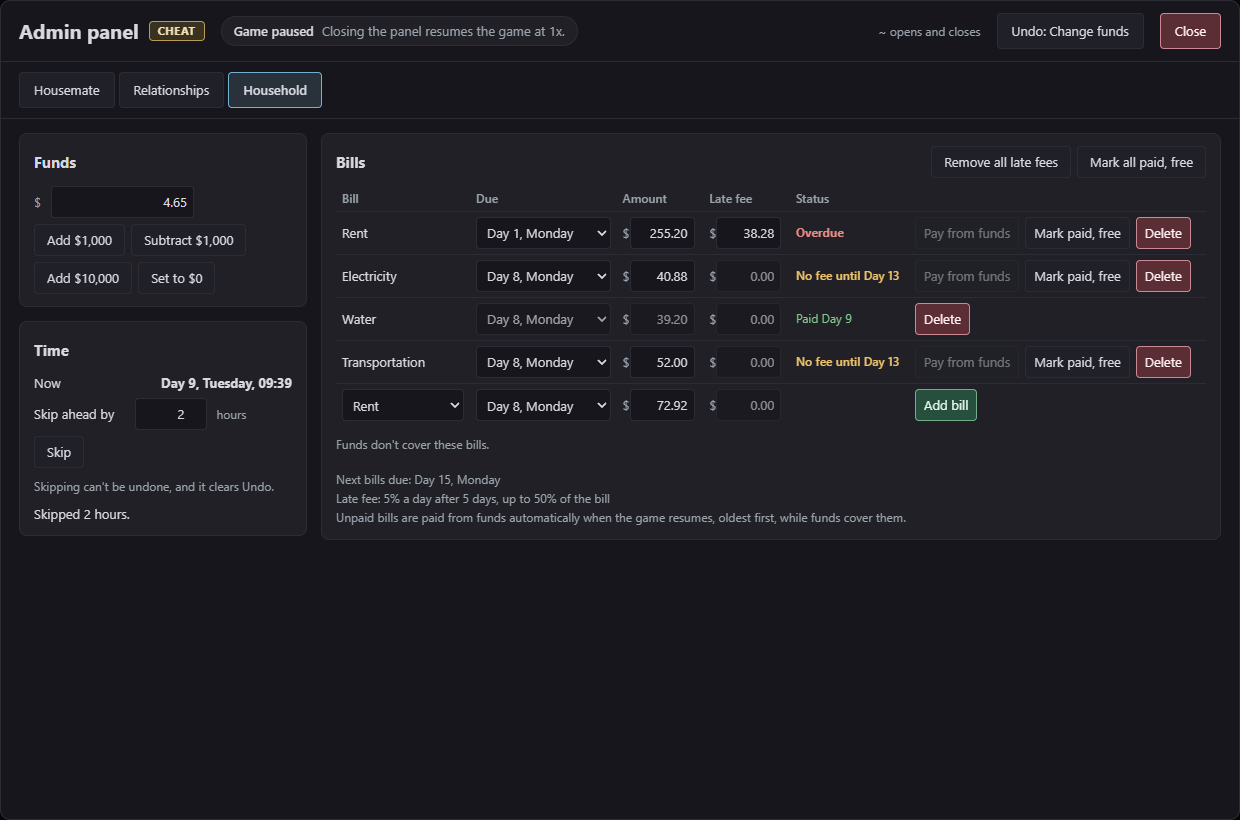 Admin panel CHEAT Game paused Closing the panel resumes the game at 1x. ~ opens and closes Undo: Change funds Close
Housemate Relationships Household
Funds
$ 4.65
Add $1,000 Subtract $1,000
Add $10,000 Set to $0
Time
Now Day 9, Tuesday, 09:39
Skip ahead by 2 hours
Skip
Skipping can't be undone, and it clears Undo.
Skipped 2 hours.
Bills Remove all late fees Mark all paid, free
Bill Due Amount Late fee Status
Rent Day 1, Monday $ 255.20 $ 38.28 Overdue Pay from funds Mark paid, free Delete
Electricity Day 8, Monday $ 40.88 $ 0.00 No fee until Day 13 Pay from funds Mark paid, free Delete
Water Day 8, Monday $ 39.20 $ 0.00 Paid Day 9 Delete
Transportation Day 8, Monday $ 52.00 $ 0.00 No fee until Day 13 Pay from funds Mark paid, free Delete
Rent Day 8, Monday $ 72.92 $ 0.00 Add bill
Funds don't cover these bills.
Next bills due: Day 15, Monday
Late fee: 5% a day after 5 days, up to 50% of the bill
Unpaid bills are paid from funds automatically when the game resumes, oldest first, while funds cover them.